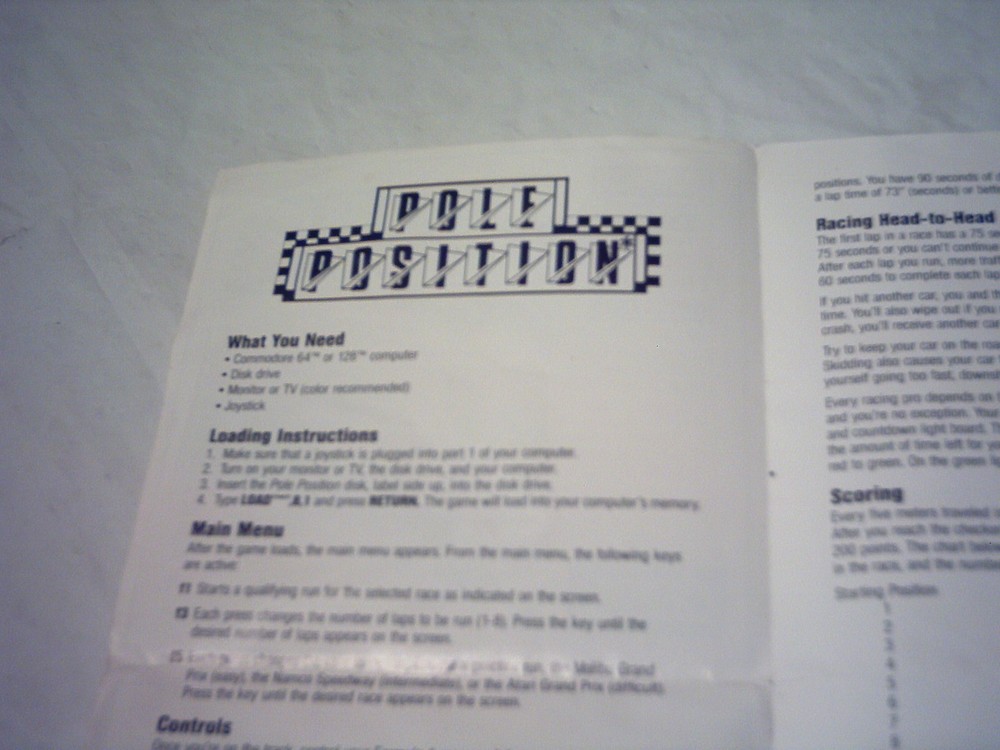 POLE
POSITION*
What You Need
• Commodore 64™ or 128™ computer
• Disk drive
• Monitor or TV (color recommended)
• Joystick
Loading Instructions
1. Make sure that a joystick is plugged into port 1 of your computer.
2. Turn on your monitor or TV, the disk drive, and your computer.
3. Insert the Pole Position disk, label side up, into the disk drive.
4. Type LOAD"*",8,1 and press RETURN. The game will load into your computer's memory.
Main Menu
After the game loads, the main menu appears. From the main menu, the following keys
are active:
f1 Starts a qualifying run for the selected race as indicated on the screen.
f3 Each press changes the number of laps to be run (1-8). Press the key until the
desired number of laps appears on the screen.
f5 Malibu Grand
Prix (easy), the Namco Speedway (intermediate), or the Atari Grand Prix (difficult).
Press the key until the desired race appears on the screen.
Controls
Once you're on the track, control your
positions. You have 90 seconds of
a lap time of 73" (seconds) or
Racing Head-to-Head
The first lap in a race has a 75
75 seconds or you can't continue
After each lap you run, more
60 seconds to complete each
If you hit another car, you and
time. You'll also wipe out if you
crash, you'll receive another car
Try to keep your car on the
Skidding also causes your car
yourself going too fast,
Every racing pro depends on
and you're no exception. Your
and countdown light board.
the amount of time left for
red to green. On the green
Scoring
Every five meters traveled
After you reach the
200 points. The chart
in the race, and the
Starting Position
1
2
3
4
5
6
7
8